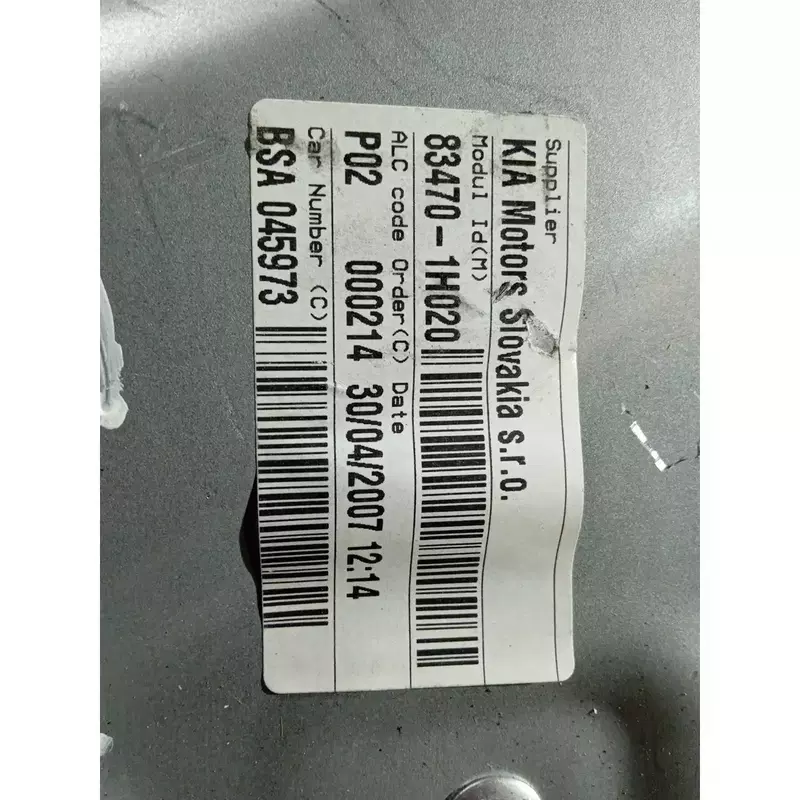 Supplier
KIA Motors Slovakia s.r.o.
Modul Id(M)
83470-1H020
ALC code Order(C) Date
P02 000214 30/04/2007 12:14
Car Number (C)
BSA 045973